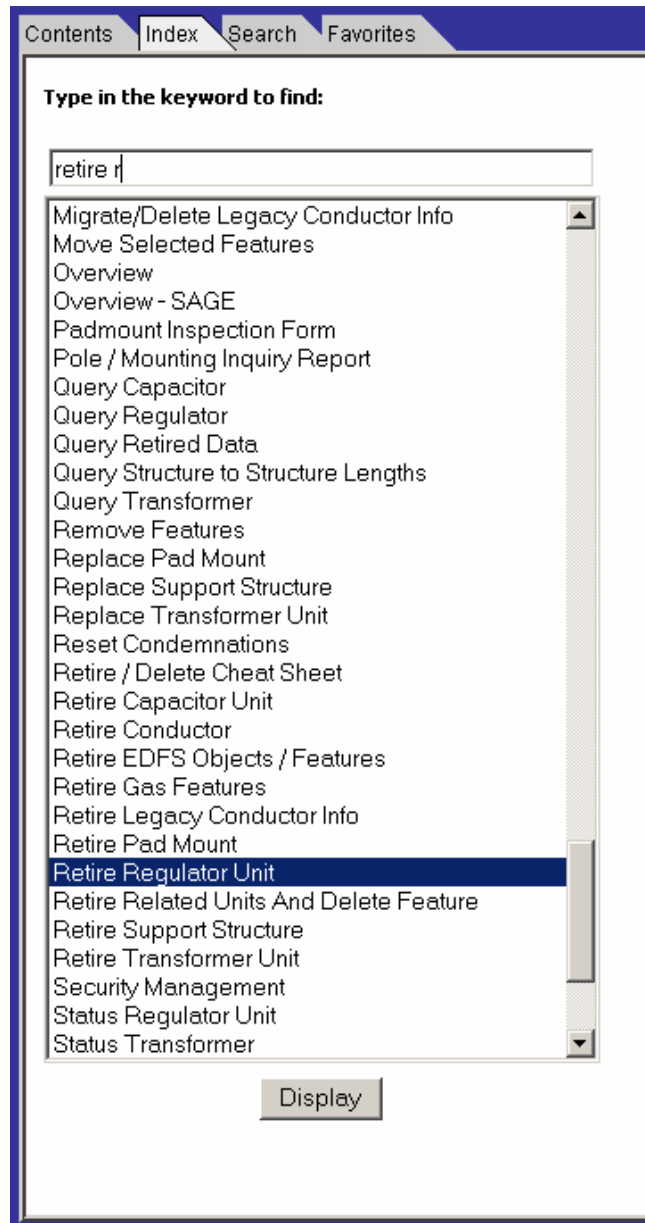 Contents Index Search Favorites
Type in the keyword to find:
retire r
Migrate/Delete Legacy Conductor Info
Move Selected Features
Overview
Overview - SAGE
Padmount Inspection Form
Pole / Mounting Inquiry Report
Query Capacitor
Query Regulator
Query Retired Data
Query Structure to Structure Lengths
Query Transformer
Remove Features
Replace Pad Mount
Replace Support Structure
Replace Transformer Unit
Reset Condemnations
Retire / Delete Cheat Sheet
Retire Capacitor Unit
Retire Conductor
Retire EDFS Objects / Features
Retire Gas Features
Retire Legacy Conductor Info
Retire Pad Mount
Retire Regulator Unit
Retire Related Units And Delete Feature
Retire Support Structure
Retire Transformer Unit
Security Management
Status Regulator Unit
Status Transformer
Display